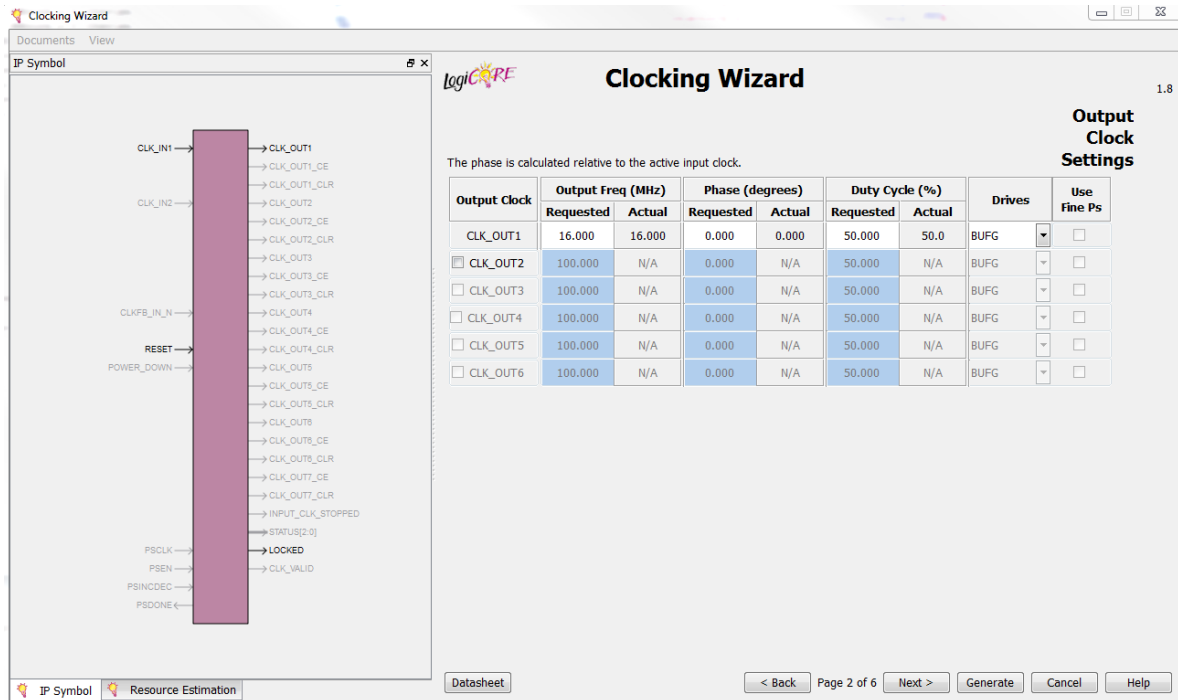 Clocking Wizard
Documents View
IP Symbol
CLK_IN1
CLK_IN2
CLKFB_IN_N
RESET
POWER_DOWN
PSCLK
PSEN
PSINCDEC
PSDONE
CLK_OUT1
CLK_OUT1_CE
CLK_OUT1_CLR
CLK_OUT2
CLK_OUT2_CE
CLK_OUT2_CLR
CLK_OUT3
CLK_OUT3_CE
CLK_OUT3_CLR
CLK_OUT4
CLK_OUT4_CE
CLK_OUT4_CLR
CLK_OUT5
CLK_OUT5_CE
CLK_OUT5_CLR
CLK_OUT6
CLK_OUT6_CE
CLK_OUT6_CLR
CLK_OUT7_CE
CLK_OUT7_CLR
INPUT_CLK_STOPPED
STATUS[2:0]
LOCKED
CLK_VALID
IP Symbol Resource Estimation
LogiCORE
Clocking Wizard
1.8
Output
Clock
Settings
The phase is calculated relative to the active input clock.
Output Clock Output Freq (MHz) Phase (degrees) Duty Cycle (%) Drives Use Fine Ps
Requested Actual Requested Actual Requested Actual
CLK_OUT1 16.000 16.000 0.000 0.000 50.000 50.0 BUFG
CLK_OUT2 100.000 N/A 0.000 N/A 50.000 N/A BUFG
CLK_OUT3 100.000 N/A 0.000 N/A 50.000 N/A BUFG
CLK_OUT4 100.000 N/A 0.000 N/A 50.000 N/A BUFG
CLK_OUT5 100.000 N/A 0.000 N/A 50.000 N/A BUFG
CLK_OUT6 100.000 N/A 0.000 N/A 50.000 N/A BUFG
Datasheet < Back Page 2 of 6 Next > Generate Cancel Help